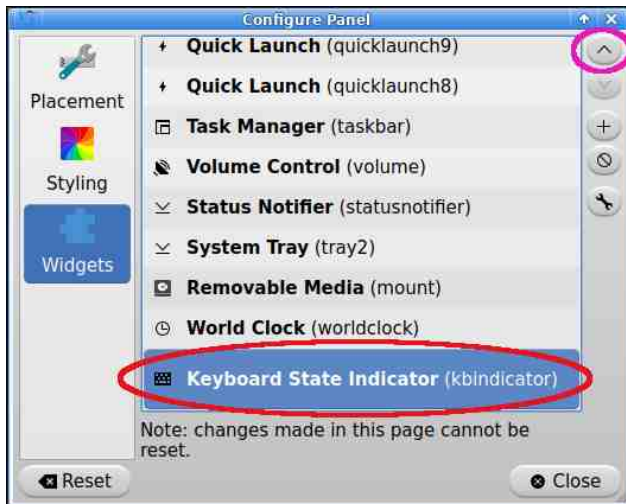 Configure Panel
Placement
Styling
Widgets
Quick Launch (quicklaunch9)
Quick Launch (quicklaunch8)
Task Manager (taskbar)
Volume Control (volume)
Status Notifier (statusnotifier)
System Tray (tray2)
Removable Media (mount)
World Clock (worldclock)
Keyboard State Indicator (kbindicator)
Note: changes made in this page cannot be
reset.
Reset
Close